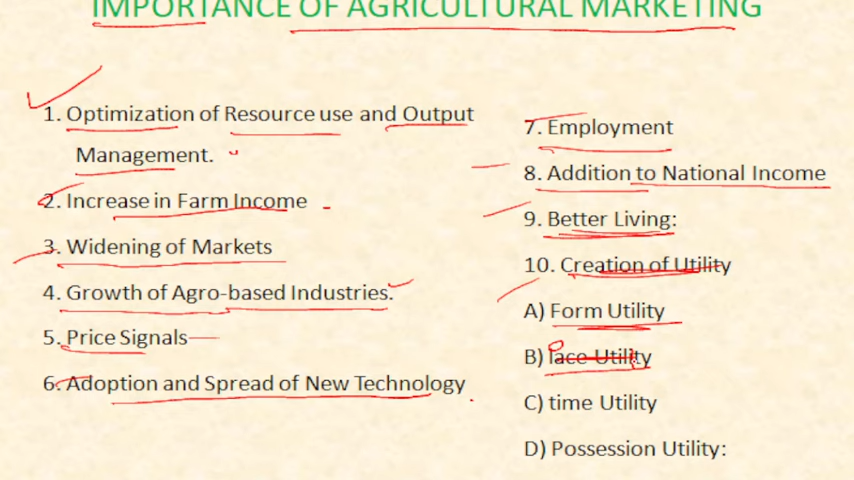 IMPORTANCE OF AGRICULTURAL MARKETING
1. Optimization of Resource use and Output
Management.
2. Increase in Farm Income
3. Widening of Markets
4. Growth of Agro-based Industries.
5. Price Signals
6. Adoption and Spread of New Technology
7. Employment
8. Addition to National Income
9. Better Living:
10. Creation of Utility
A) Form Utility
B) lace Utility
C) time Utility
D) Possession Utility: